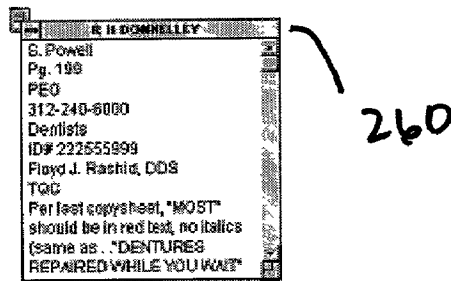 R H DONNELLEY
S. Powell
Pg. 199
PEO
312-240-6000
Dentists
ID# 222555999
Floyd J. Rashid, DDS
TQC
Per last copysheet, "MOST"
should be in red text, no italics
(same as . ."DENTURES
REPAIRED WHILE YOU WAIT"
260